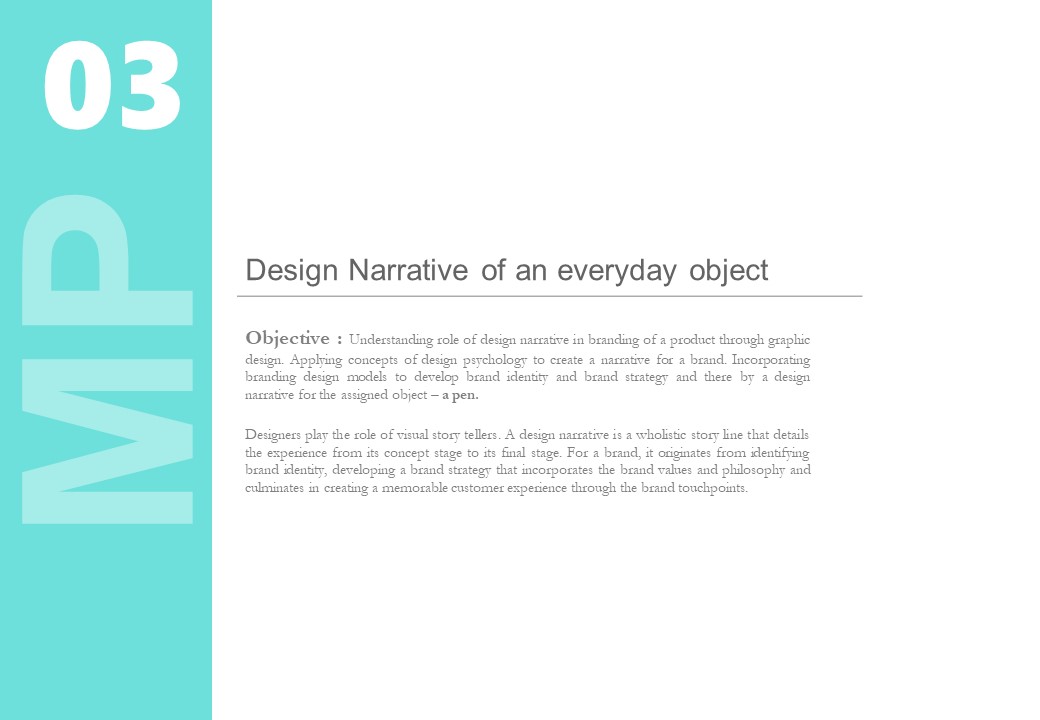 03
MP
Design Narrative of an everyday object
Objective : Understanding role of design narrative in branding of a product through graphic
design. Applying concepts of design psychology to create a narrative for a brand. Incorporating
branding design models to develop brand identity and brand strategy and there by a design
narrative for the assigned object – a pen.
Designers play the role of visual story tellers. A design narrative is a wholistic story line that details
the experience from its concept stage to its final stage. For a brand, it originates from identifying
brand identity, developing a brand strategy that incorporates the brand values and philosophy and
culminates in creating a memorable customer experience through the brand touchpoints.